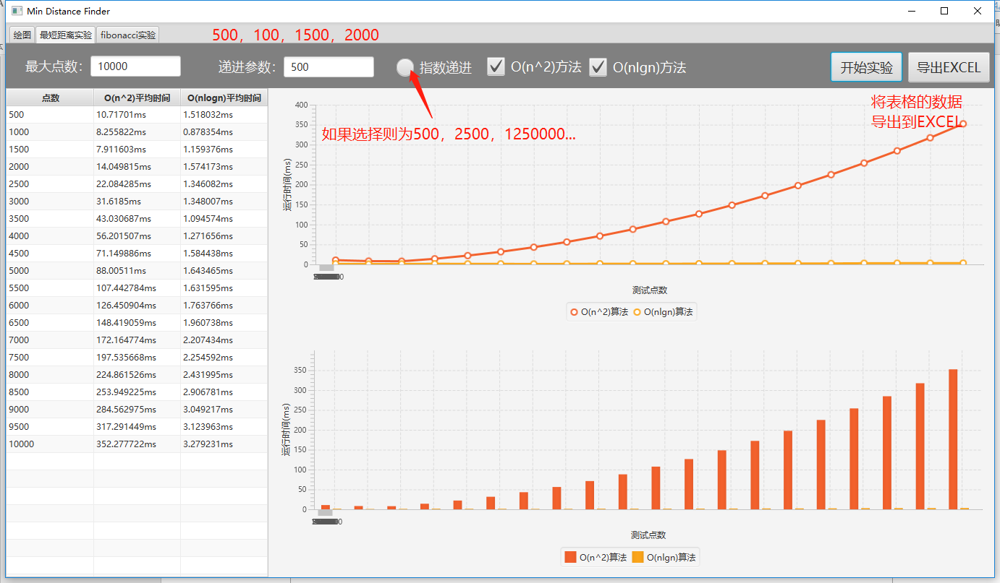 Min Distance Finder
绘图 最短距离实验 fibonacci实验
500，100，1500，2000
最大点数： 10000 递进参数： 500 指数递进 O(n^2)方法 O(nlgn)方法 开始实验 导出EXCEL
点数 O(n^2)平均时间 O(nlogn)平均时间
500 10.71701ms 1.518032ms
1000 8.255822ms 0.878354ms
1500 7.911603ms 1.159376ms
2000 14.049815ms 1.574173ms
2500 22.084285ms 1.346082ms
3000 31.6185ms 1.348007ms
3500 43.030687ms 1.094574ms
4000 56.201507ms 1.271656ms
4500 71.149886ms 1.584438ms
5000 88.00511ms 1.643465ms
5500 107.442784ms 1.631595ms
6000 126.450904ms 1.763766ms
6500 148.419059ms 1.960738ms
7000 172.164774ms 2.207434ms
7500 197.535668ms 2.254592ms
8000 224.861526ms 2.431995ms
8500 253.949225ms 2.906781ms
9000 284.562975ms 3.049217ms
9500 317.291449ms 3.123963ms
10000 352.277722ms 3.279231ms
将表格的数据
导出到EXCEL
如果选择则为500，2500，1250000...
400
350
300
250
200
150
100
50
0
运行时间(ms)
测试点数
O(n^2)算法 O(nlgn)算法
350
300
250
200
150
100
50
0
运行时间(ms)
测试点数
O(n^2)算法 O(nlgn)算法